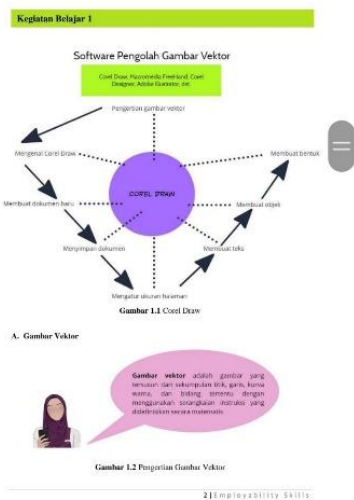 Kegiatan Belajar 1
Software Pengolah Gambar Vektor
Corel Draw, Macromedia FreeHand, Corel
Designer, Adobe Illustrator, dst
Pengertian gambar vektor
Mengenal Corel Draw
Membuat bentuk
COREL DRAW
Membuat dokumen baru
Membuat objek
Menyimpan dokumen
Membuat teks
Mengatur ukuran halaman
Gambar 1.1 Corel Draw
A. Gambar Vektor
Gambar vektor adalah gambar yang
tersusun dari sekumpulan titik, garis, kurva
warna, dan bidang tertentu dengan
menggunakan serangkaian instruksi yang
didefinisikan secara matematis
Gambar 1.2 Pengertian Gambar Vektor
2 | Employability Skills